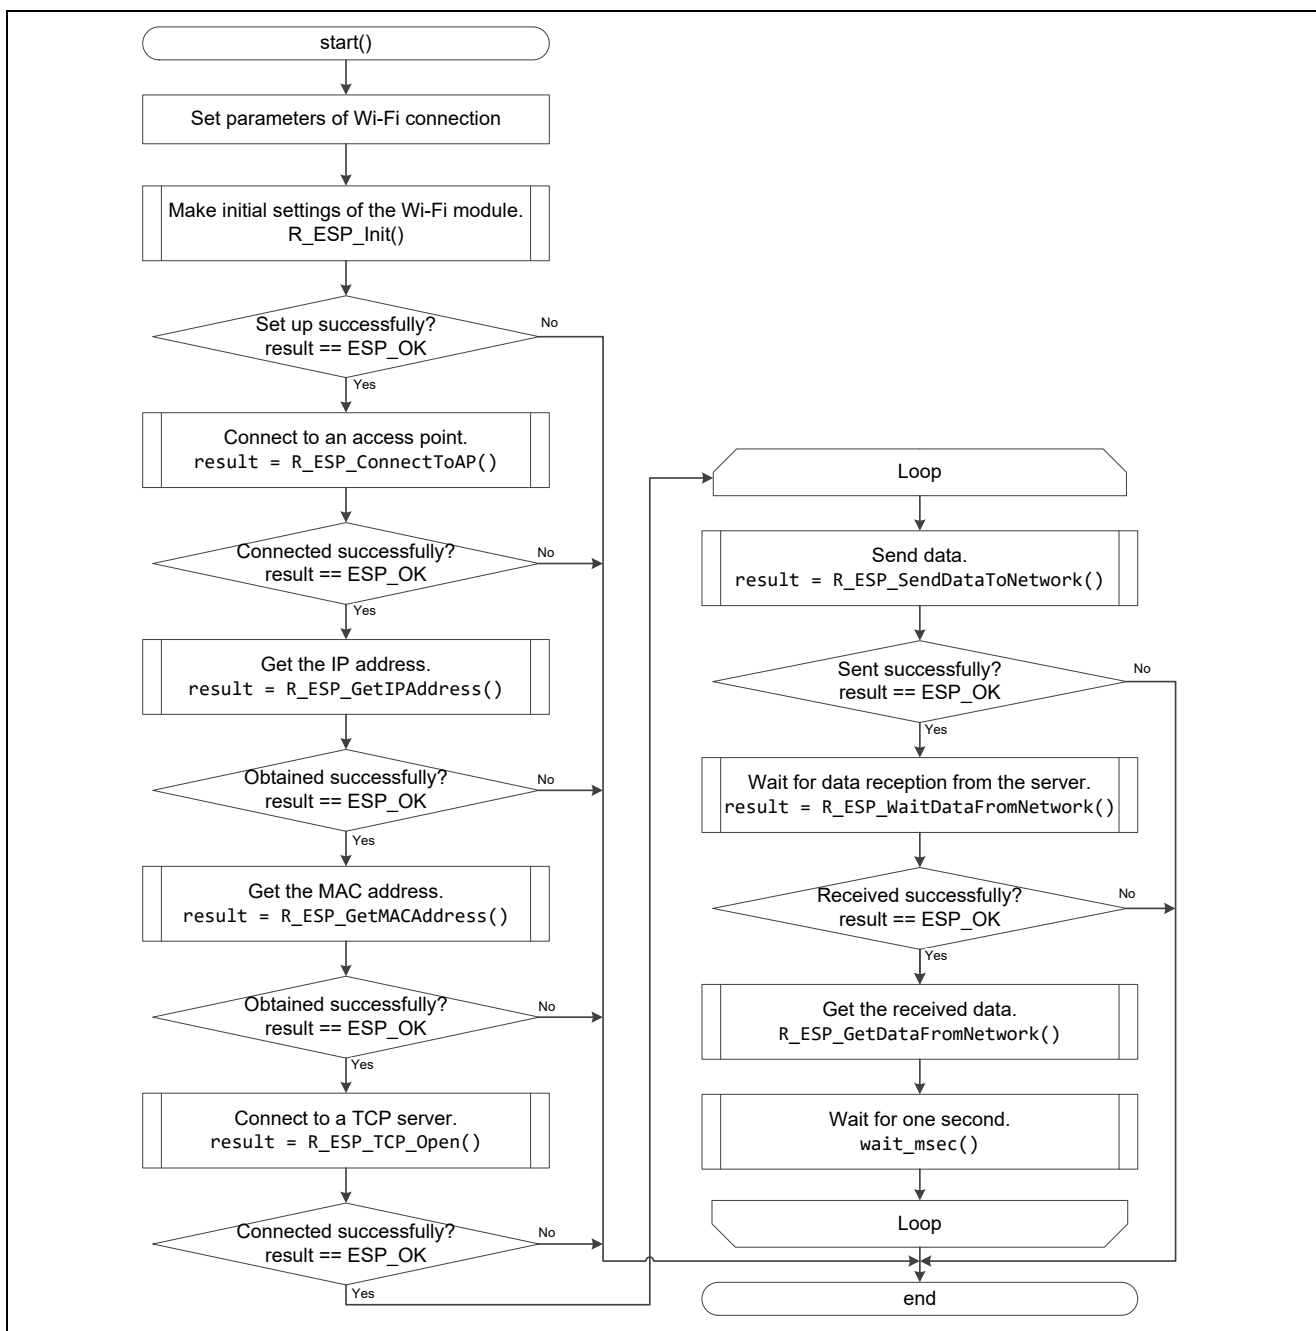 start()
Set parameters of Wi-Fi connection
Make initial settings of the Wi-Fi module.
R_ESP_Init()
Set up successfully?
result == ESP_OK
No
Yes
Connect to an access point.
result = R_ESP_ConnectToAP()
Connected successfully?
result == ESP_OK
No
Yes
Get the IP address.
result = R_ESP_GetIPAddress()
Obtained successfully?
result == ESP_OK
No
Yes
Get the MAC address.
result = R_ESP_GetMACAddress()
Obtained successfully?
result == ESP_OK
No
Yes
Connect to a TCP server.
result = R_ESP_TCP_Open()
Connected successfully?
result == ESP_OK
No
Yes
Loop
Send data.
result = R_ESP_SendDataToNetwork()
Sent successfully?
result == ESP_OK
No
Yes
Wait for data reception from the server.
result = R_ESP_WaitDataFromNetwork()
Received successfully?
result == ESP_OK
No
Yes
Get the received data.
R_ESP_GetDataFromNetwork()
Wait for one second.
wait_msec()
Loop
end